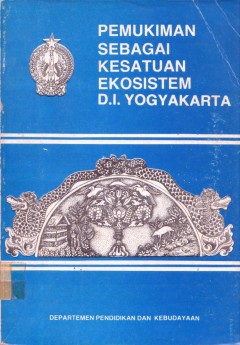 PEMUKIMAN
SEBAGAI
KESATUAN
EKOSISTEM
D.I. YOGYAKARTA
DEPARTEMEN PENDIDIKAN DAN KEBUDAYAAN